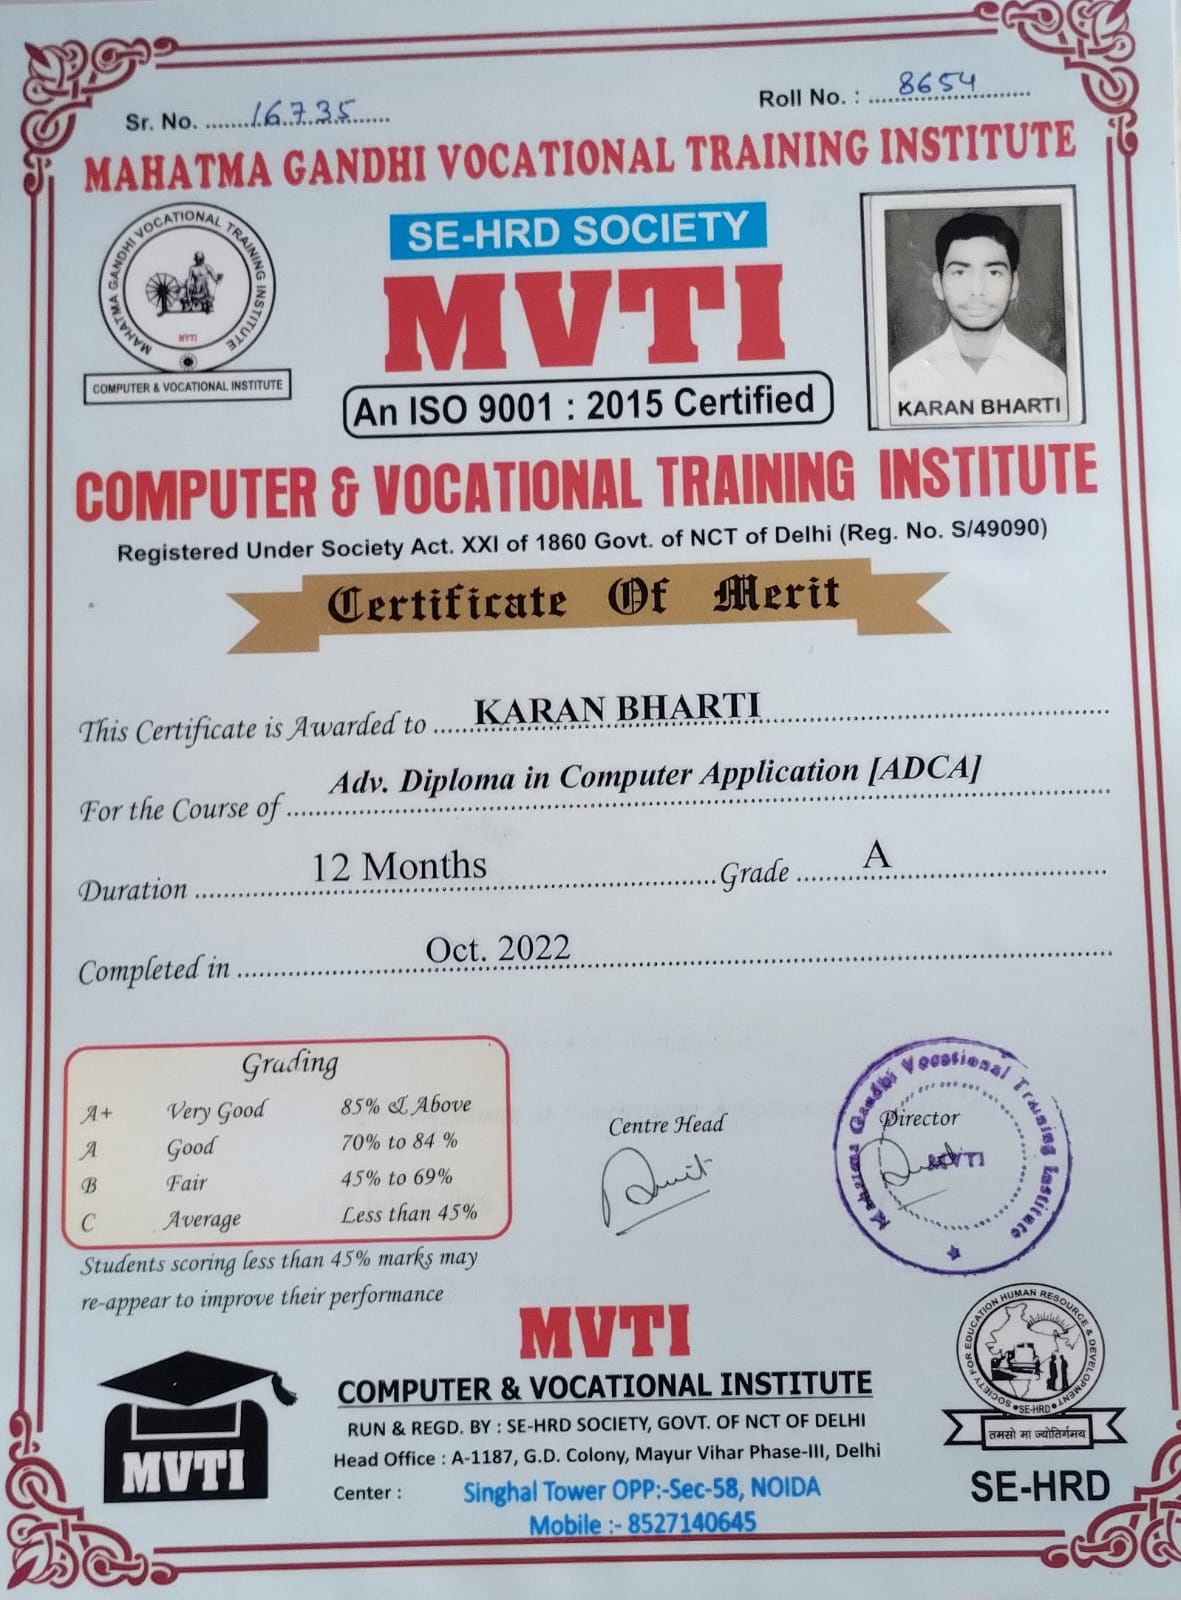 Sr. No. ........16735......
Roll No. : ....8654........
MAHATMA GANDHI VOCATIONAL TRAINING INSTITUTE
MAHATMA GANDHI VOCATIONAL TRAINING INSTITUTE
MVTI
COMPUTER & VOCATIONAL INSTITUTE
SE-HRD SOCIETY
MVTI
An ISO 9001 : 2015 Certified
KARAN BHARTI
COMPUTER & VOCATIONAL TRAINING INSTITUTE
Registered Under Society Act. XXI of 1860 Govt. of NCT of Delhi (Reg. No. S/49090)
Certificate Of Merit
This Certificate is Awarded to KARAN BHARTI
For the Course of Adv. Diploma in Computer Application [ADCA]
Duration 12 Months Grade A
Completed in Oct. 2022
Grading
A+ Very Good 85% & Above
A Good 70% to 84 %
B Fair 45% to 69%
C Average Less than 45%
Students scoring less than 45% marks may
re-appear to improve their performance
Centre Head
Director
Mahatma Gandhi Vocational Training Institute
MVTI
MVTI
MVTI
COMPUTER & VOCATIONAL INSTITUTE
RUN & REGD. BY : SE-HRD SOCIETY, GOVT. OF NCT OF DELHI
Head Office : A-1187, G.D. Colony, Mayur Vihar Phase-III, Delhi
Center : Singhal Tower OPP:-Sec-58, NOIDA
Mobile :- 8527140645
SOCIETY FOR EDUCATION HUMAN RESOURCE & DEVELOPMENT
SE-HRD
तमसो मा ज्योतिर्गमय
SE-HRD